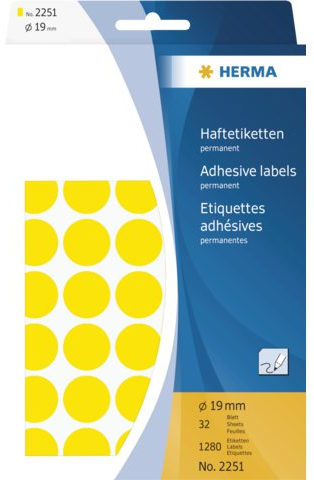 No. 2251
Ø 19 mm
HERMA
Haftetiketten
permanent
Adhesive labels
permanent
Etiquettes
adhésives
permanentes
Ø 19 mm
32 Blatt
Sheets
Feuilles
1280 Etiketten
Labels
Etiquettes
No. 2251